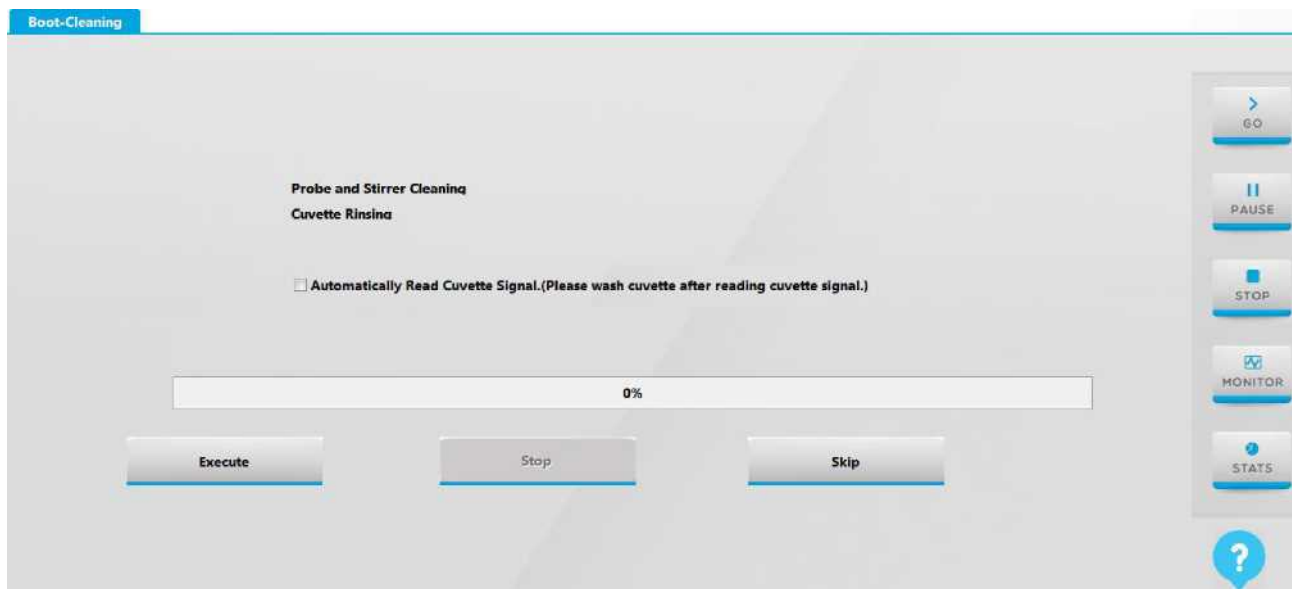 Boot-Cleaning
GO
Probe and Stirrer Cleaning
PAUSE
Cuvette Rinsing
Automatically Read Cuvette Signal.(Please wash cuvette after reading cuvette signal.)
STOP
MONITOR
0%
Execute
Stop
Skip
STATS
?